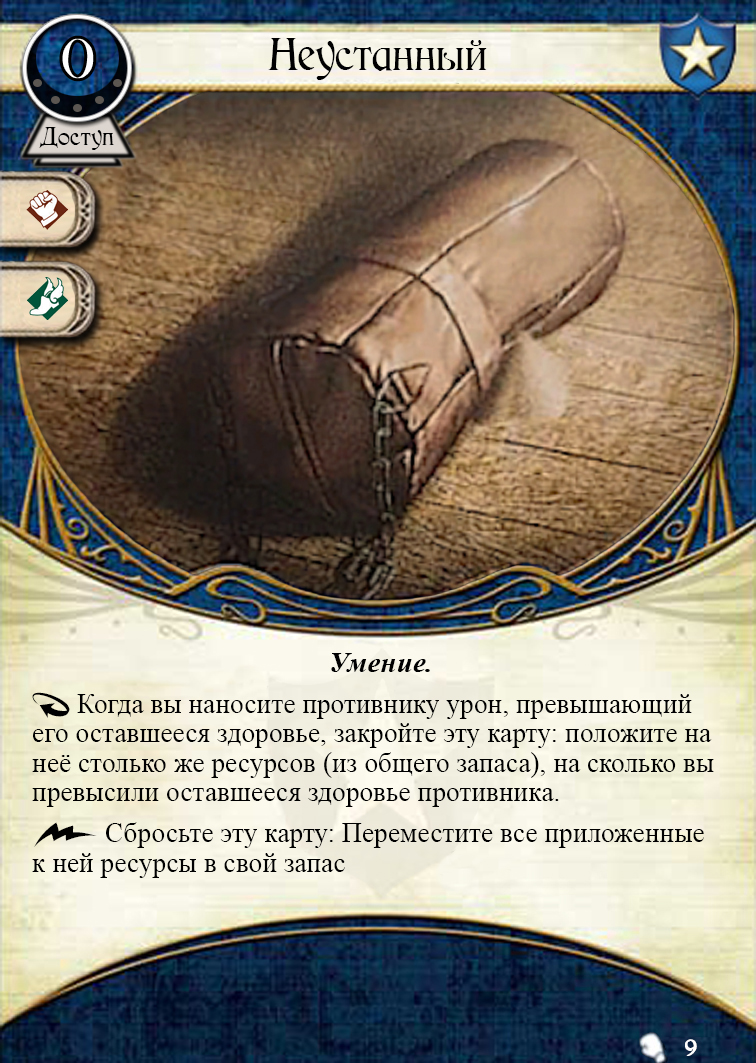 0
Неустанный
Доступ
Умение.
Когда вы наносите противнику урон, превышающий
его оставшееся здоровье, закройте эту карту: положите на
неё столько же ресурсов (из общего запаса), на сколько вы
превысили оставшееся здоровье противника.
Сбросьте эту карту: Переместите все приложенные
к ней ресурсы в свой запас
9